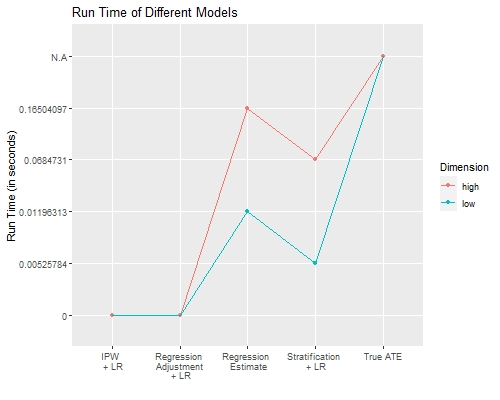 Run Time of Different Models
Run Time (in seconds)
N.A
0.16504097
0.0684731
0.01196313
0.00525784
0
IPW
+ LR
Regression
Adjustment
+ LR
Regression
Estimate
Stratification
+ LR
True ATE
Dimension
high
low